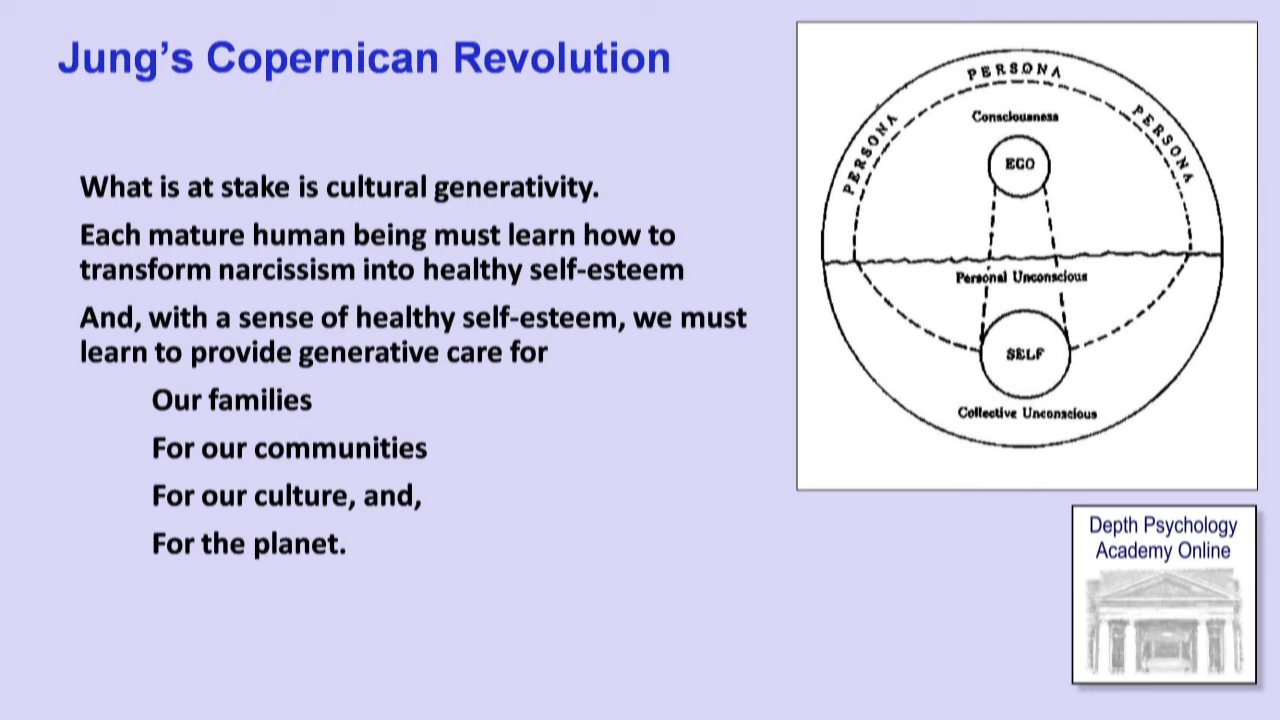 Jung's Copernican Revolution
What is at stake is cultural generativity.
Each mature human being must learn how to
transform narcissism into healthy self-esteem
And, with a sense of healthy self-esteem, we must
learn to provide generative care for
Our families
For our communities
For our culture, and,
For the planet.
PERSONA
PERSONA
PERSONA
Consciousness
EGO
Personal Unconscious
SELF
Collective Unconscious
Depth Psychology
Academy Online